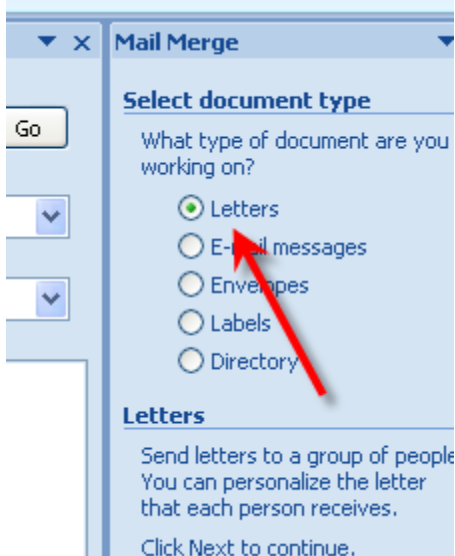 Mail Merge
Go
Select document type
What type of document are you
working on?
Letters
E-mail messages
Envelopes
Labels
Directory
Letters
Send letters to a group of people
You can personalize the letter
that each person receives.
Click Next to continue.